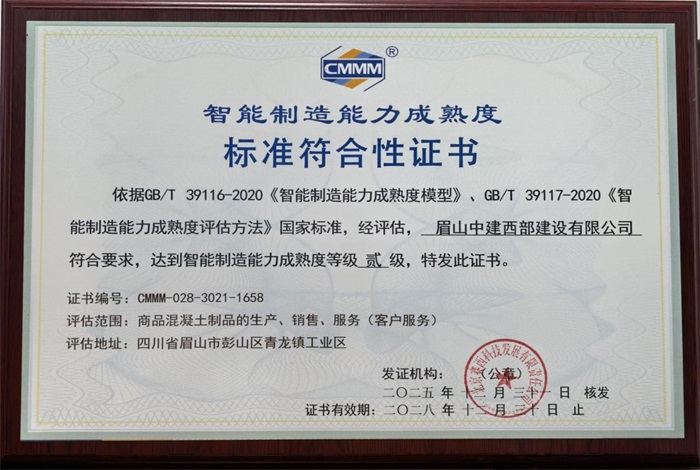 CMMM®
智能制造能力成熟度
标准符合性证书
依据GB/T 39116-2020《智能制造能力成熟度模型》、GB/T 39117-2020《智
能制造能力成熟度评估方法》国家标准，经评估， 眉山中建西部建设有限公司
符合要求，达到智能制造能力成熟度等级 贰 级，特发此证书。
证书编号：CMMM-028-3021-1658
评估范围：商品混凝土制品的生产、销售、服务（客户服务）
评估地址：四川省眉山市彭山区青龙镇工业区
发证机构： （公章）
二〇二五 年 十 月 三十一 日 核发
证书有效期：二〇二八 年 十 月 三十 日 止